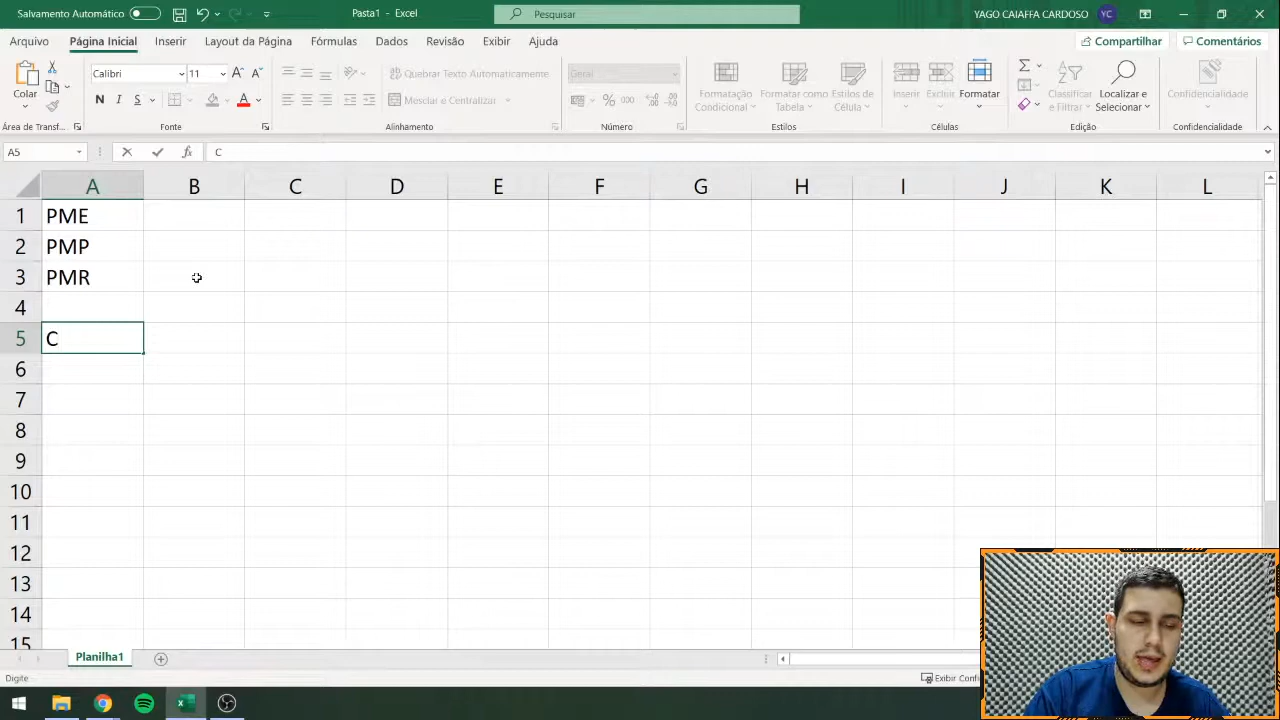 Salvamento Automático Pasta1 - Excel Pesquisar YAGO CAIAFFA CARDOSO YC
Arquivo Página Inicial Inserir Layout da Página Fórmulas Dados Revisão Exibir Ajuda Compartilhar Comentários
Calibri 11 Quebrar Texto Automaticamente Geral
Colar N I S A Mesclar e Centralizar % 000 Formatação Condicional Formatar como Tabela Estilos de Célula Inserir Excluir Formatar Classificar e Filtrar Localizar e Selecionar Confidencialidade
Área de Transf... Fonte Alinhamento Número Estilos Células Edição Confidencialidade
A5 fx C
A B C D E F G H I J K L
1 PME
2 PMP
3 PMR
4
5 C
6
7
8
9
10
11
12
13
14
15
Planilha1
Digite Exibir Confi